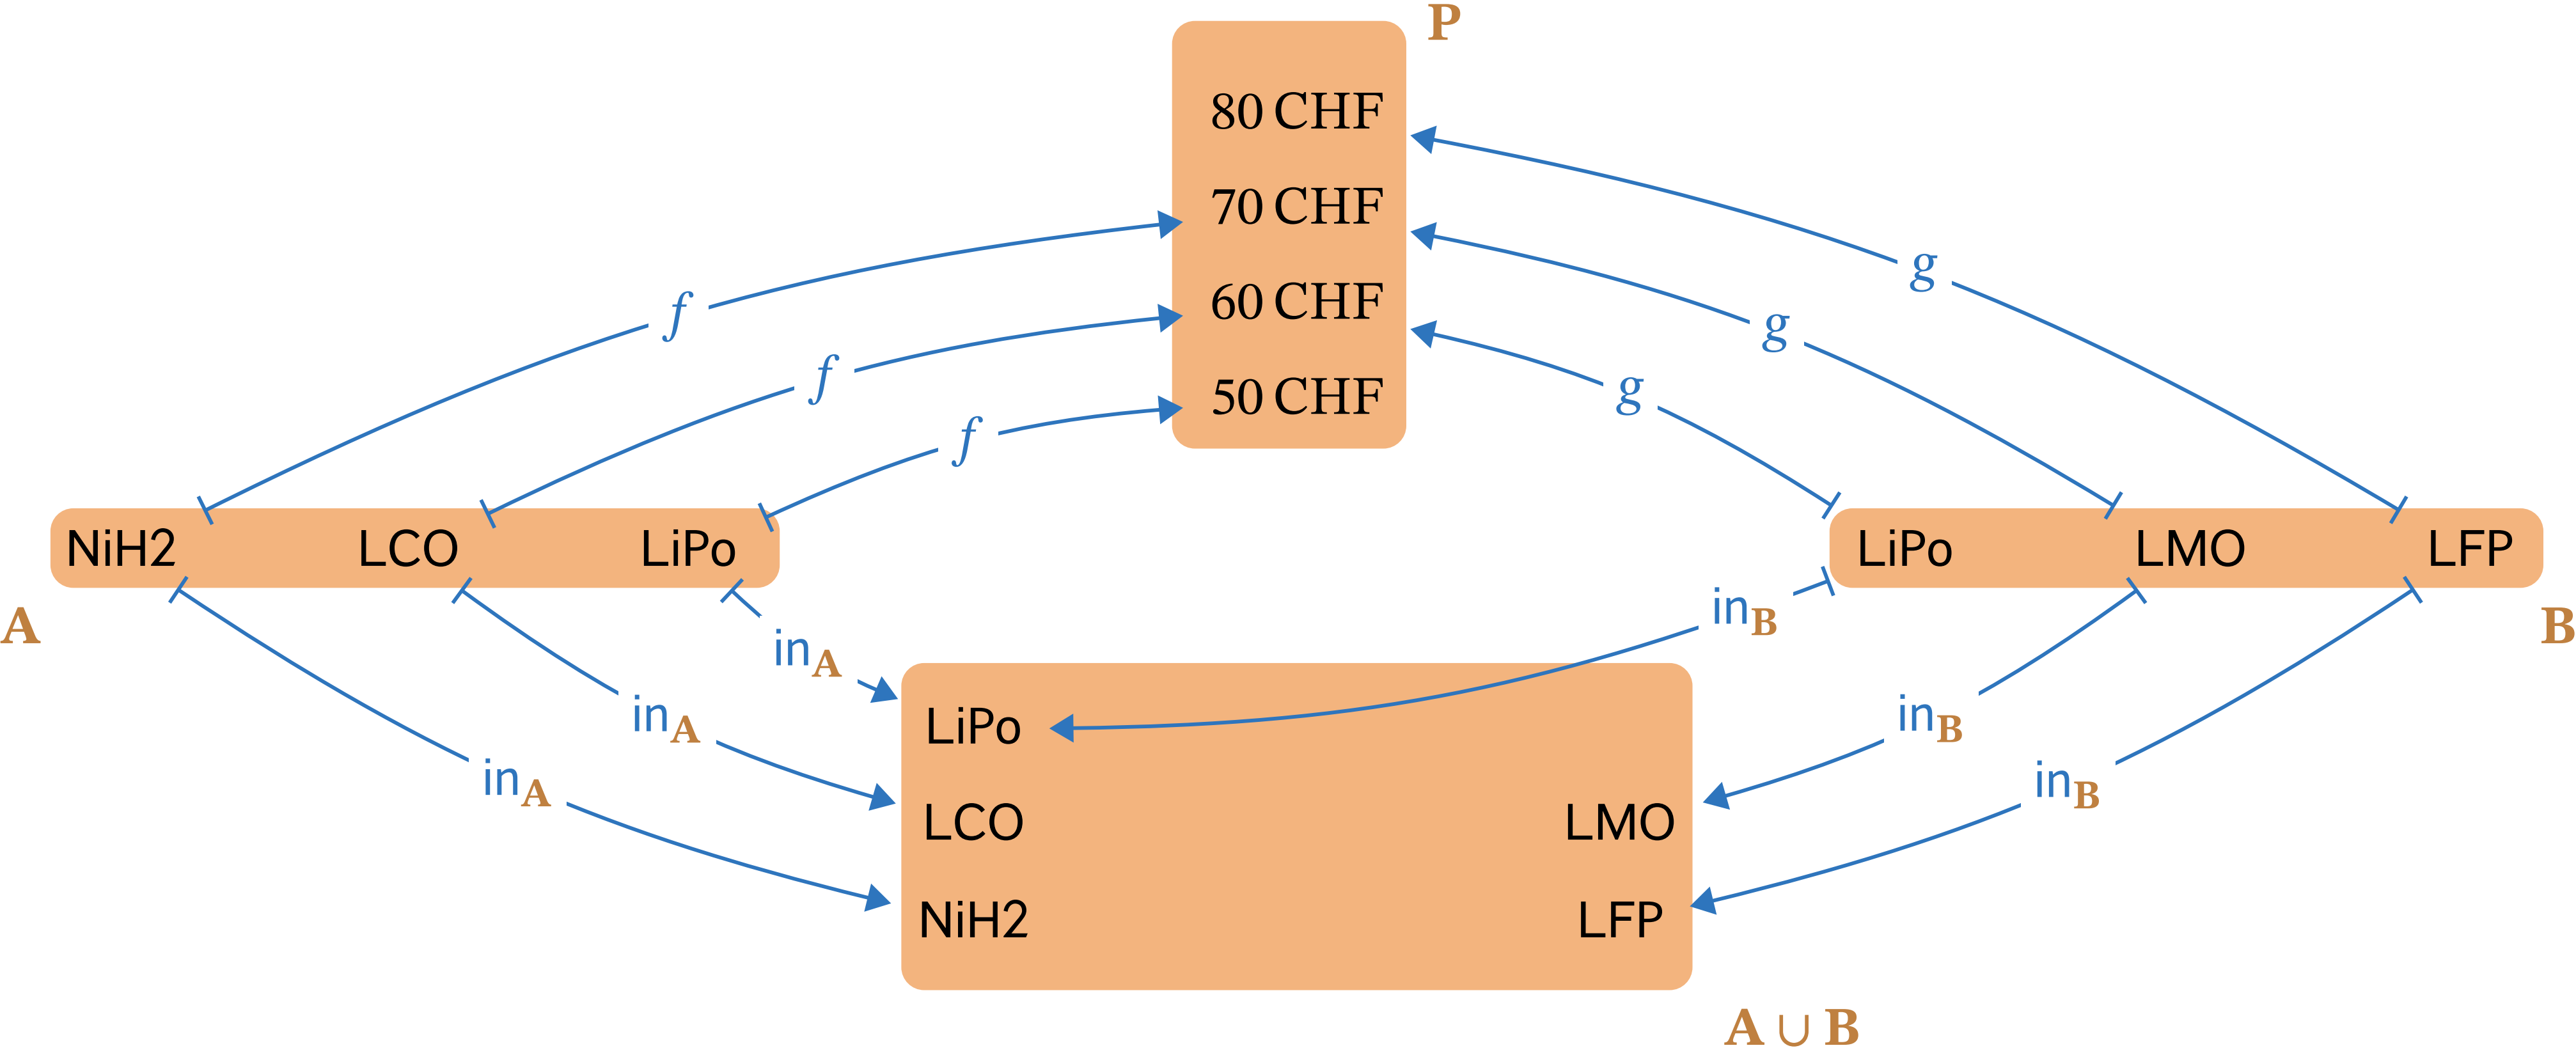 P
80 CHF
70 CHF
60 CHF
50 CHF
f
f
f
g
g
g
NiH2 LCO LiPo
LiPo LMO LFP
A
B
in_A
in_A
in_A
in_B
in_B
in_B
LiPo
LCO LMO
NiH2 LFP
A ∪ B